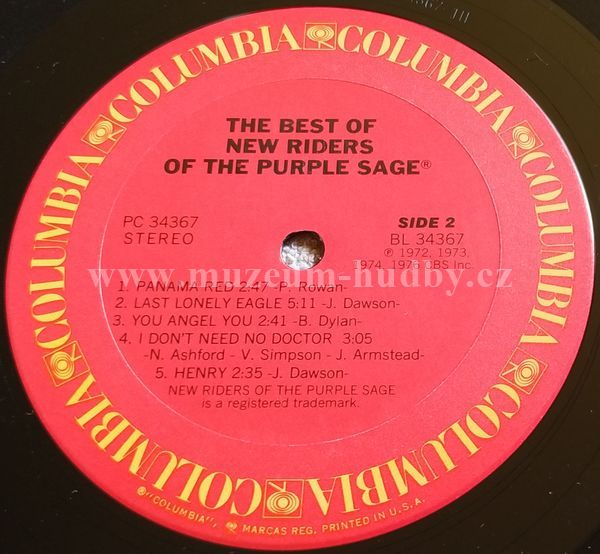 THE BEST OF
NEW RIDERS
OF THE PURPLE SAGE®
PC 34367
STEREO
SIDE 2
BL 34367
℗ 1972, 1973,
1974, 1976 CBS Inc.
www.muzeum-hudby.cz
1. PANAMA RED 2:47 -P. Rowan-
2. LAST LONELY EAGLE 5:11 -J. Dawson-
3. YOU ANGEL YOU 2:41 -B. Dylan-
4. I DON'T NEED NO DOCTOR 3:05
-N. Ashford - V. Simpson - J. Armstead-
5. HENRY 2:35 -J. Dawson-
NEW RIDERS OF THE PURPLE SAGE
is a registered trademark.
COLUMBIA COLUMBIA COLUMBIA COLUMBIA COLUMBIA COLUMBIA COLUMBIA COLUMBIA
®"COLUMBIA", MARCAS REG. PRINTED IN U.S.A.